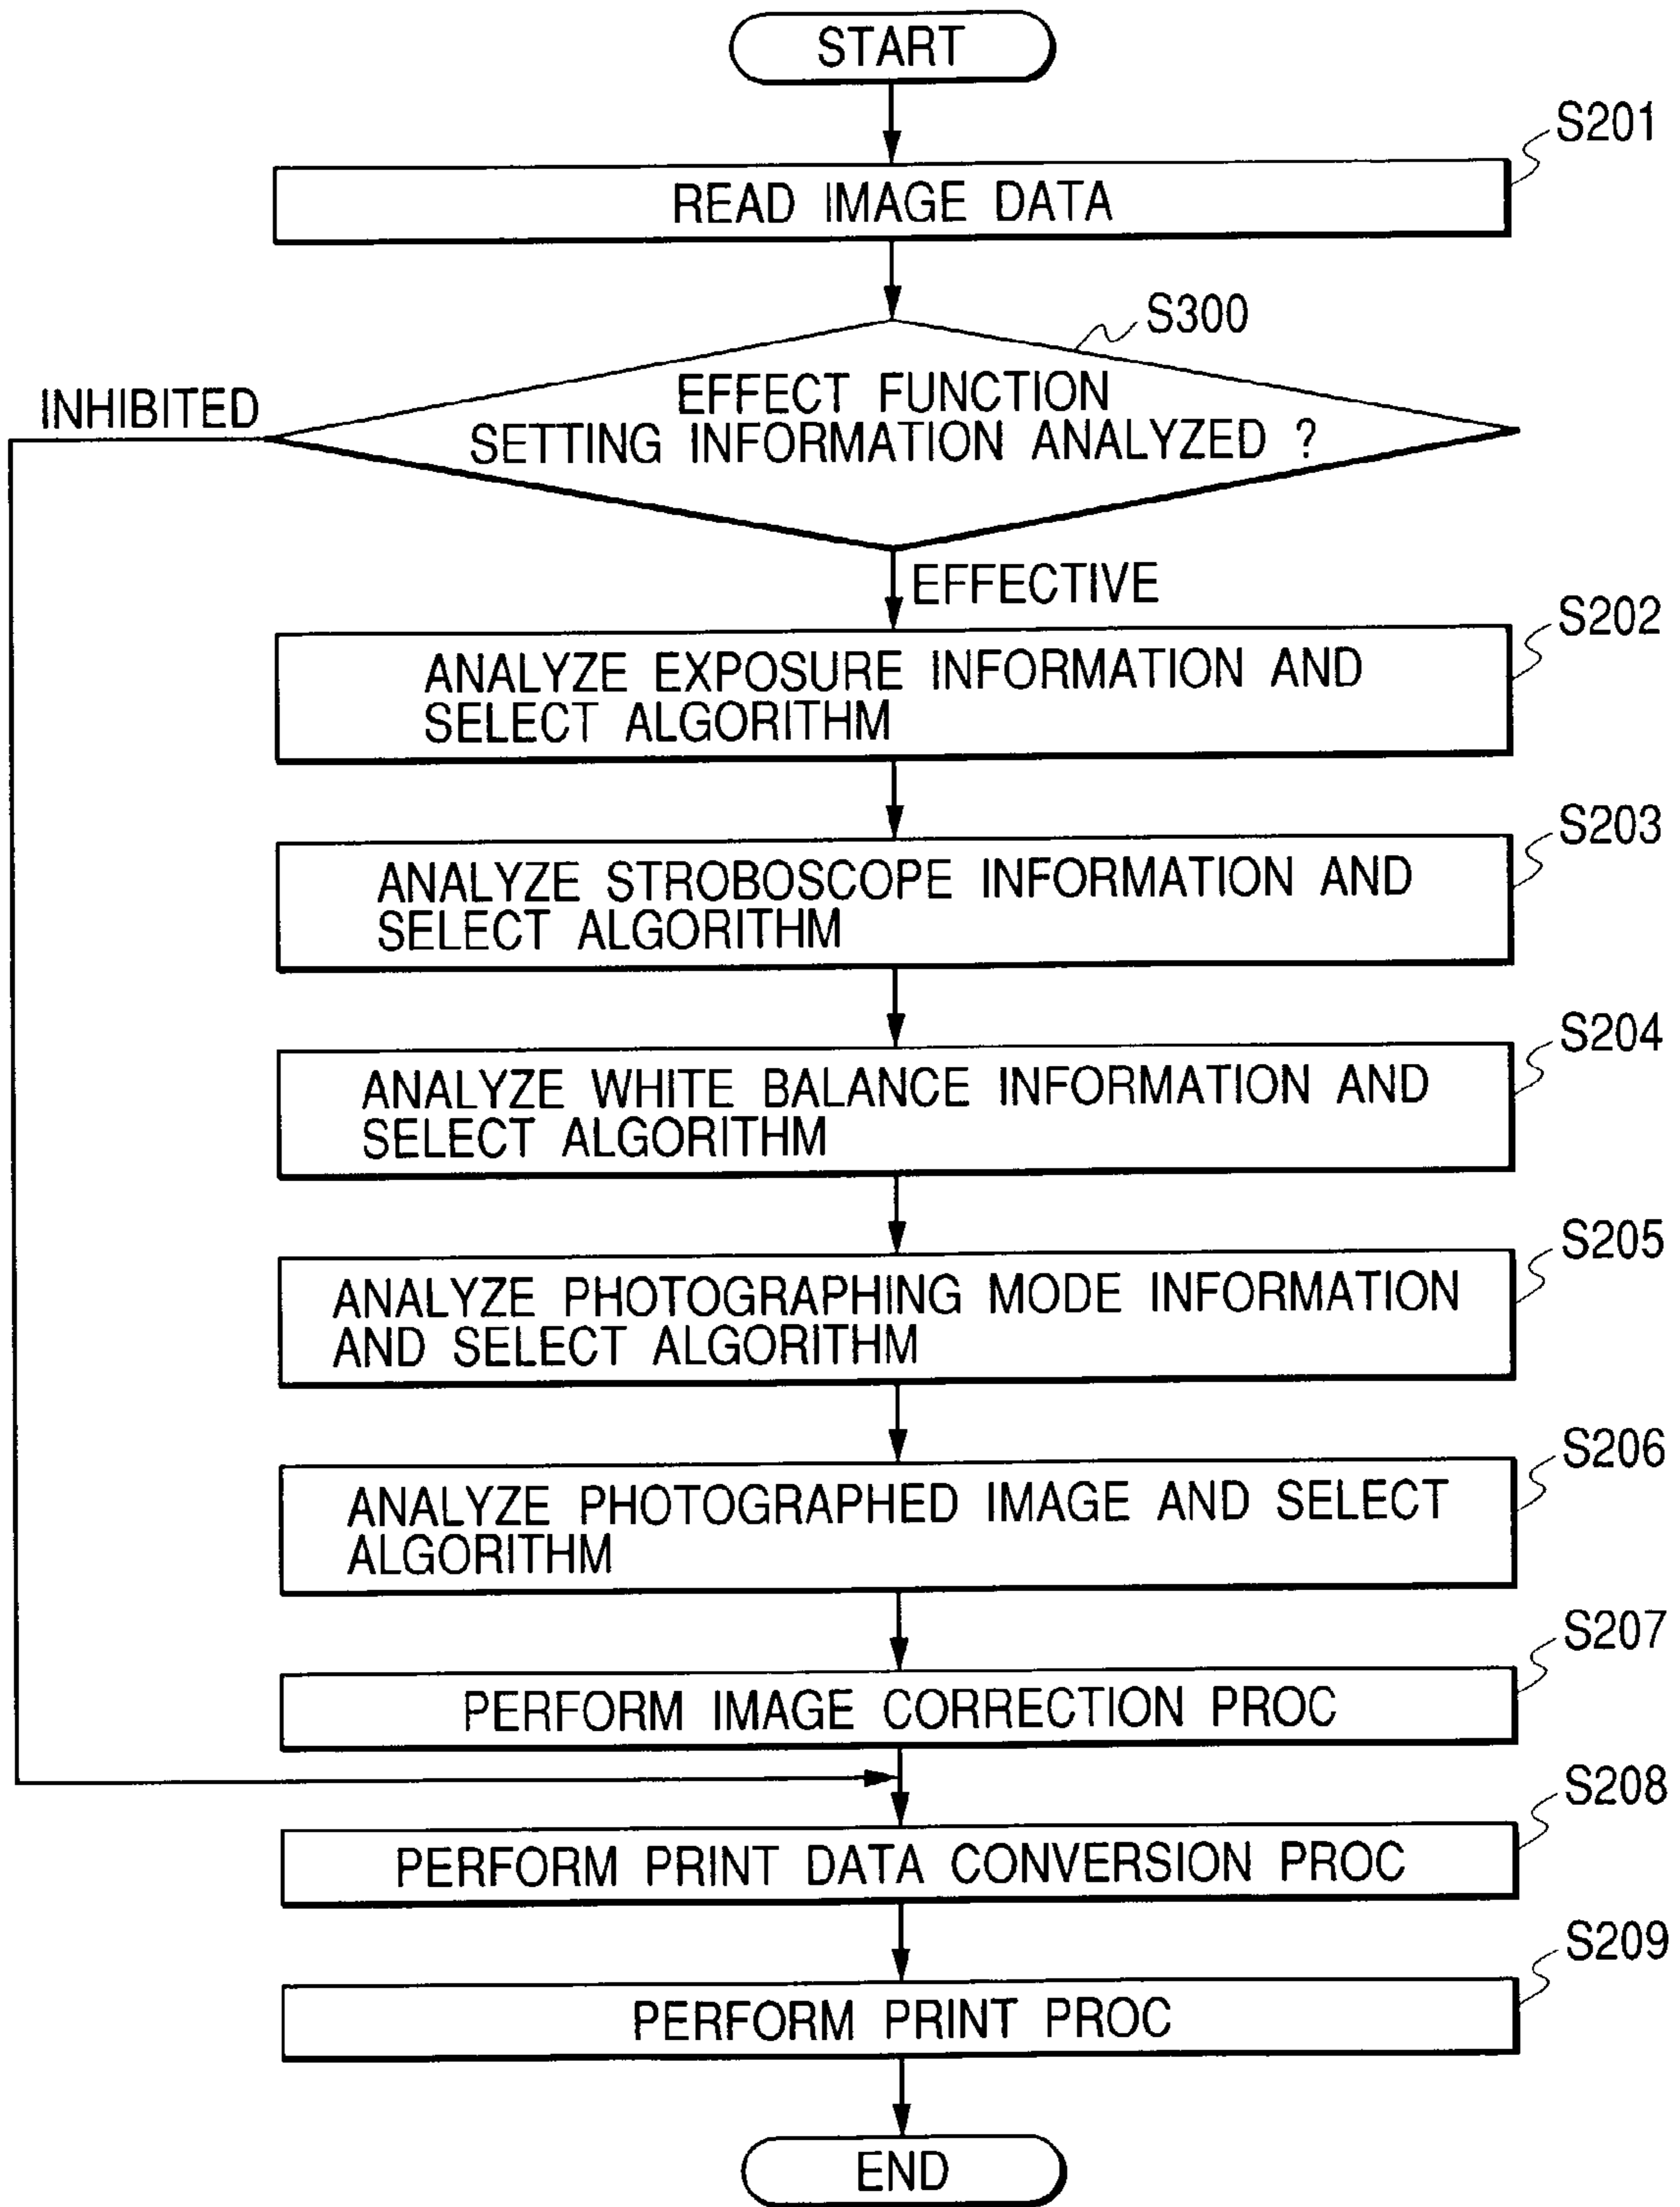 START
S201
READ IMAGE DATA
S300
EFFECT FUNCTION
SETTING INFORMATION ANALYZED ?
INHIBITED
EFFECTIVE
S202
ANALYZE EXPOSURE INFORMATION AND
SELECT ALGORITHM
S203
ANALYZE STROBOSCOPE INFORMATION AND
SELECT ALGORITHM
S204
ANALYZE WHITE BALANCE INFORMATION AND
SELECT ALGORITHM
S205
ANALYZE PHOTOGRAPHING MODE INFORMATION
AND SELECT ALGORITHM
S206
ANALYZE PHOTOGRAPHED IMAGE AND SELECT
ALGORITHM
S207
PERFORM IMAGE CORRECTION PROC
S208
PERFORM PRINT DATA CONVERSION PROC
S209
PERFORM PRINT PROC
END